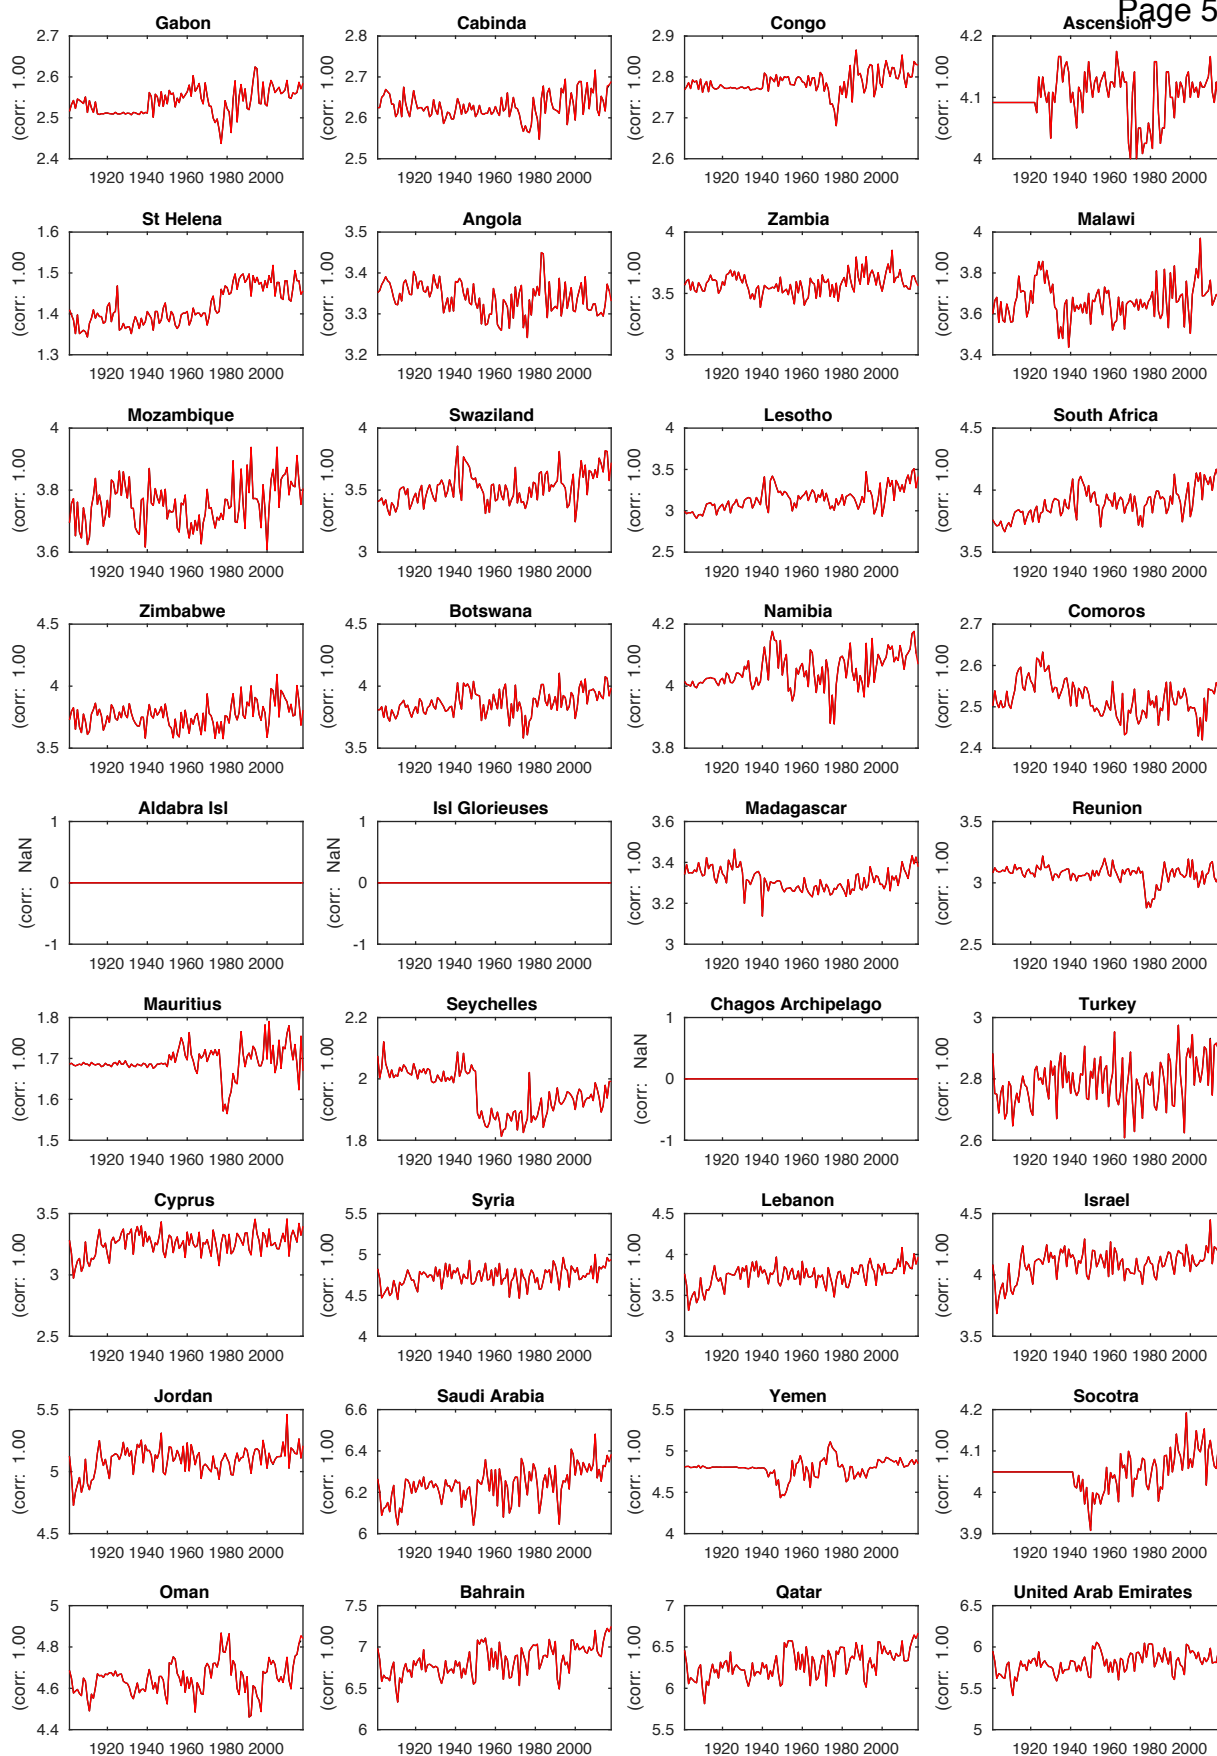 Page 5
Gabon Cabinda Congo Ascension
2.7 2.8 2.9 4.2
2.6 2.7 2.8 4.1
2.5 2.6 2.7 4
2.4 2.5 2.6
(corr: 1.00 (corr: 1.00 (corr: 1.00 (corr: 1.00
1920 1940 1960 1980 2000 1920 1940 1960 1980 2000 1920 1940 1960 1980 2000 1920 1940 1960 1980 2000
St Helena Angola Zambia Malawi
1.6 3.5 4 4
1.5 3.4 3.5 3.8
1.4 3.3 3 3.6
1.3 3.2 3.4
(corr: 1.00 (corr: 1.00 (corr: 1.00 (corr: 1.00
1920 1940 1960 1980 2000 1920 1940 1960 1980 2000 1920 1940 1960 1980 2000 1920 1940 1960 1980 2000
Mozambique Swaziland Lesotho South Africa
4 4 3.5 4.5
3.8 3.5 3 4
3.6 3 2.5 3.5
(corr: 1.00 (corr: 1.00 (corr: 1.00 (corr: 1.00
1920 1940 1960 1980 2000 1920 1940 1960 1980 2000 1920 1940 1960 1980 2000 1920 1940 1960 1980 2000
Zimbabwe Botswana Namibia Comoros
4.5 4.5 4.2 2.7
4 4 4 2.6
3.5 3.5 3.8 2.5
2.4
(corr: 1.00 (corr: 1.00 (corr: 1.00 (corr: 1.00
1920 1940 1960 1980 2000 1920 1940 1960 1980 2000 1920 1940 1960 1980 2000 1920 1940 1960 1980 2000
Aldabra Isl Isl Glorieuses Madagascar Reunion
1 1 3.6 3.5
0 0 3.4 3
-1 -1 3.2 2.5
3
(corr: NaN (corr: NaN (corr: 1.00 (corr: 1.00
1920 1940 1960 1980 2000 1920 1940 1960 1980 2000 1920 1940 1960 1980 2000 1920 1940 1960 1980 2000
Mauritius Seychelles Chagos Archipelago Turkey
1.8 2.2 1 3
1.7 2 0 2.8
1.6 1.8 -1 2.6
1.5
(corr: 1.00 (corr: 1.00 (corr: NaN (corr: 1.00
1920 1940 1960 1980 2000 1920 1940 1960 1980 2000 1920 1940 1960 1980 2000 1920 1940 1960 1980 2000
Cyprus Syria Lebanon Israel
3.5 5.5 4.5 4.5
3 5 4 4
2.5 4.5 3.5 3.5
4 3
(corr: 1.00 (corr: 1.00 (corr: 1.00 (corr: 1.00
1920 1940 1960 1980 2000 1920 1940 1960 1980 2000 1920 1940 1960 1980 2000 1920 1940 1960 1980 2000
Jordan Saudi Arabia Yemen Socotra
5.5 6.6 5.5 4.2
5 6.4 5 4.1
4.5 6.2 4.5 4
6 4 3.9
(corr: 1.00 (corr: 1.00 (corr: 1.00 (corr: 1.00
1920 1940 1960 1980 2000 1920 1940 1960 1980 2000 1920 1940 1960 1980 2000 1920 1940 1960 1980 2000
Oman Bahrain Qatar United Arab Emirates
5 7.5 7 6.5
4.8 7 6.5 6
4.6 6.5 6 5.5
4.4 6 5.5 5
(corr: 1.00 (corr: 1.00 (corr: 1.00 (corr: 1.00
1920 1940 1960 1980 2000 1920 1940 1960 1980 2000 1920 1940 1960 1980 2000 1920 1940 1960 1980 2000